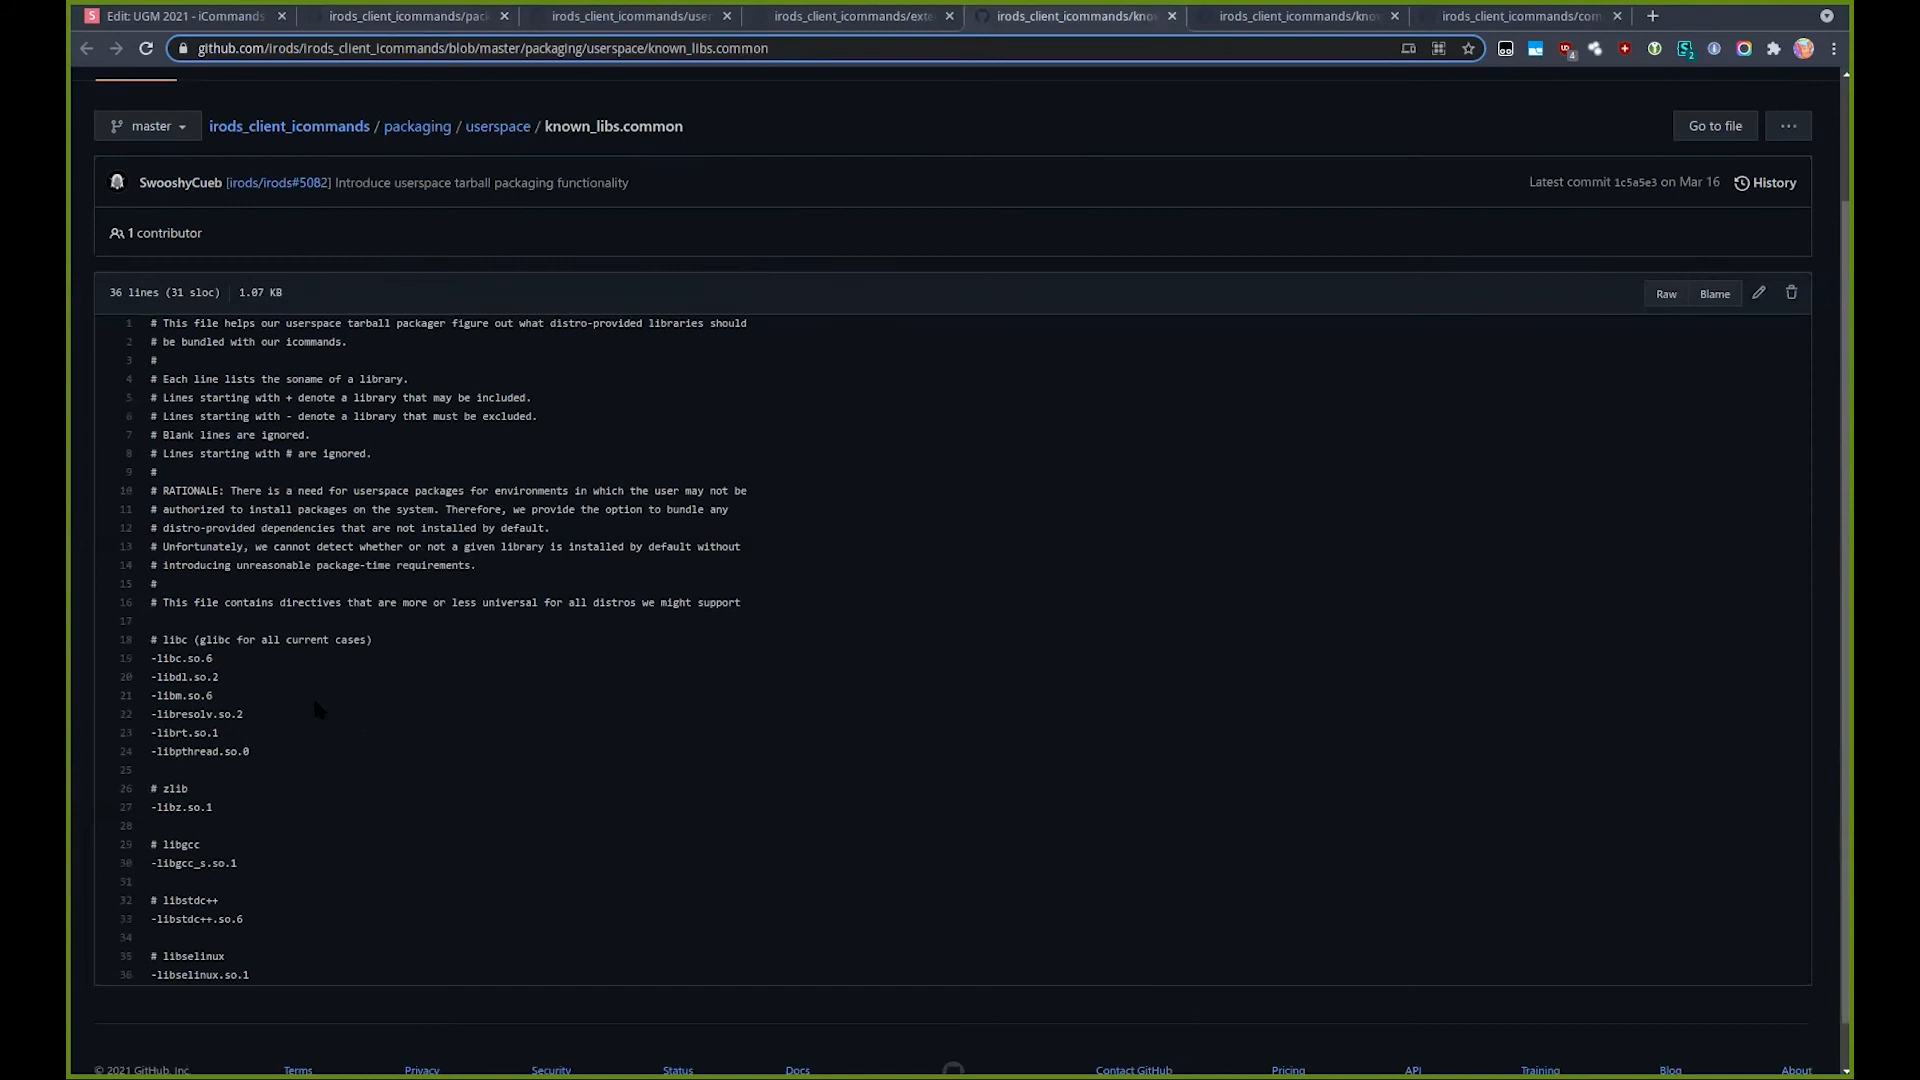 Edit: UGM 2021 - iCommands
irods_client_icommands/pac
irods_client_icommands/user
irods_client_icommands/exte
irods_client_icommands/kno
irods_client_icommands/kno
irods_client_icommands/com
github.com/irods/irods_client_icommands/blob/master/packaging/userspace/known_libs.common
master
irods_client_icommands / packaging / userspace / known_libs.common
Go to file
SwooshyCueb [irods/irods#5082] Introduce userspace tarball packaging functionality
Latest commit 1c5a5e3 on Mar 16
History
1 contributor
36 lines (31 sloc) 1.07 KB
Raw
Blame
1 # This file helps our userspace tarball packager figure out what distro-provided libraries should
2 # be bundled with our icommands.
3 #
4 # Each line lists the soname of a library.
5 # Lines starting with + denote a library that may be included.
6 # Lines starting with - denote a library that must be excluded.
7 # Blank lines are ignored.
8 # Lines starting with # are ignored.
9 #
10 # RATIONALE: There is a need for userspace packages for environments in which the user may not be
11 # authorized to install packages on the system. Therefore, we provide the option to bundle any
12 # distro-provided dependencies that are not installed by default.
13 # Unfortunately, we cannot detect whether or not a given library is installed by default without
14 # introducing unreasonable package-time requirements.
15 #
16 # This file contains directives that are more or less universal for all distros we might support
17
18 # libc (glibc for all current cases)
19 -libc.so.6
20 -libdl.so.2
21 -libm.so.6
22 -libresolv.so.2
23 -librt.so.1
24 -libpthread.so.0
25
26 # zlib
27 -libz.so.1
28
29 # libgcc
30 -libgcc_s.so.1
31
32 # libstdc++
33 -libstdc++.so.6
34
35 # libselinux
36 -libselinux.so.1
© 2021 GitHub, Inc.
Terms
Privacy
Security
Status
Docs
Contact GitHub
Pricing
API
Training
Blog
About